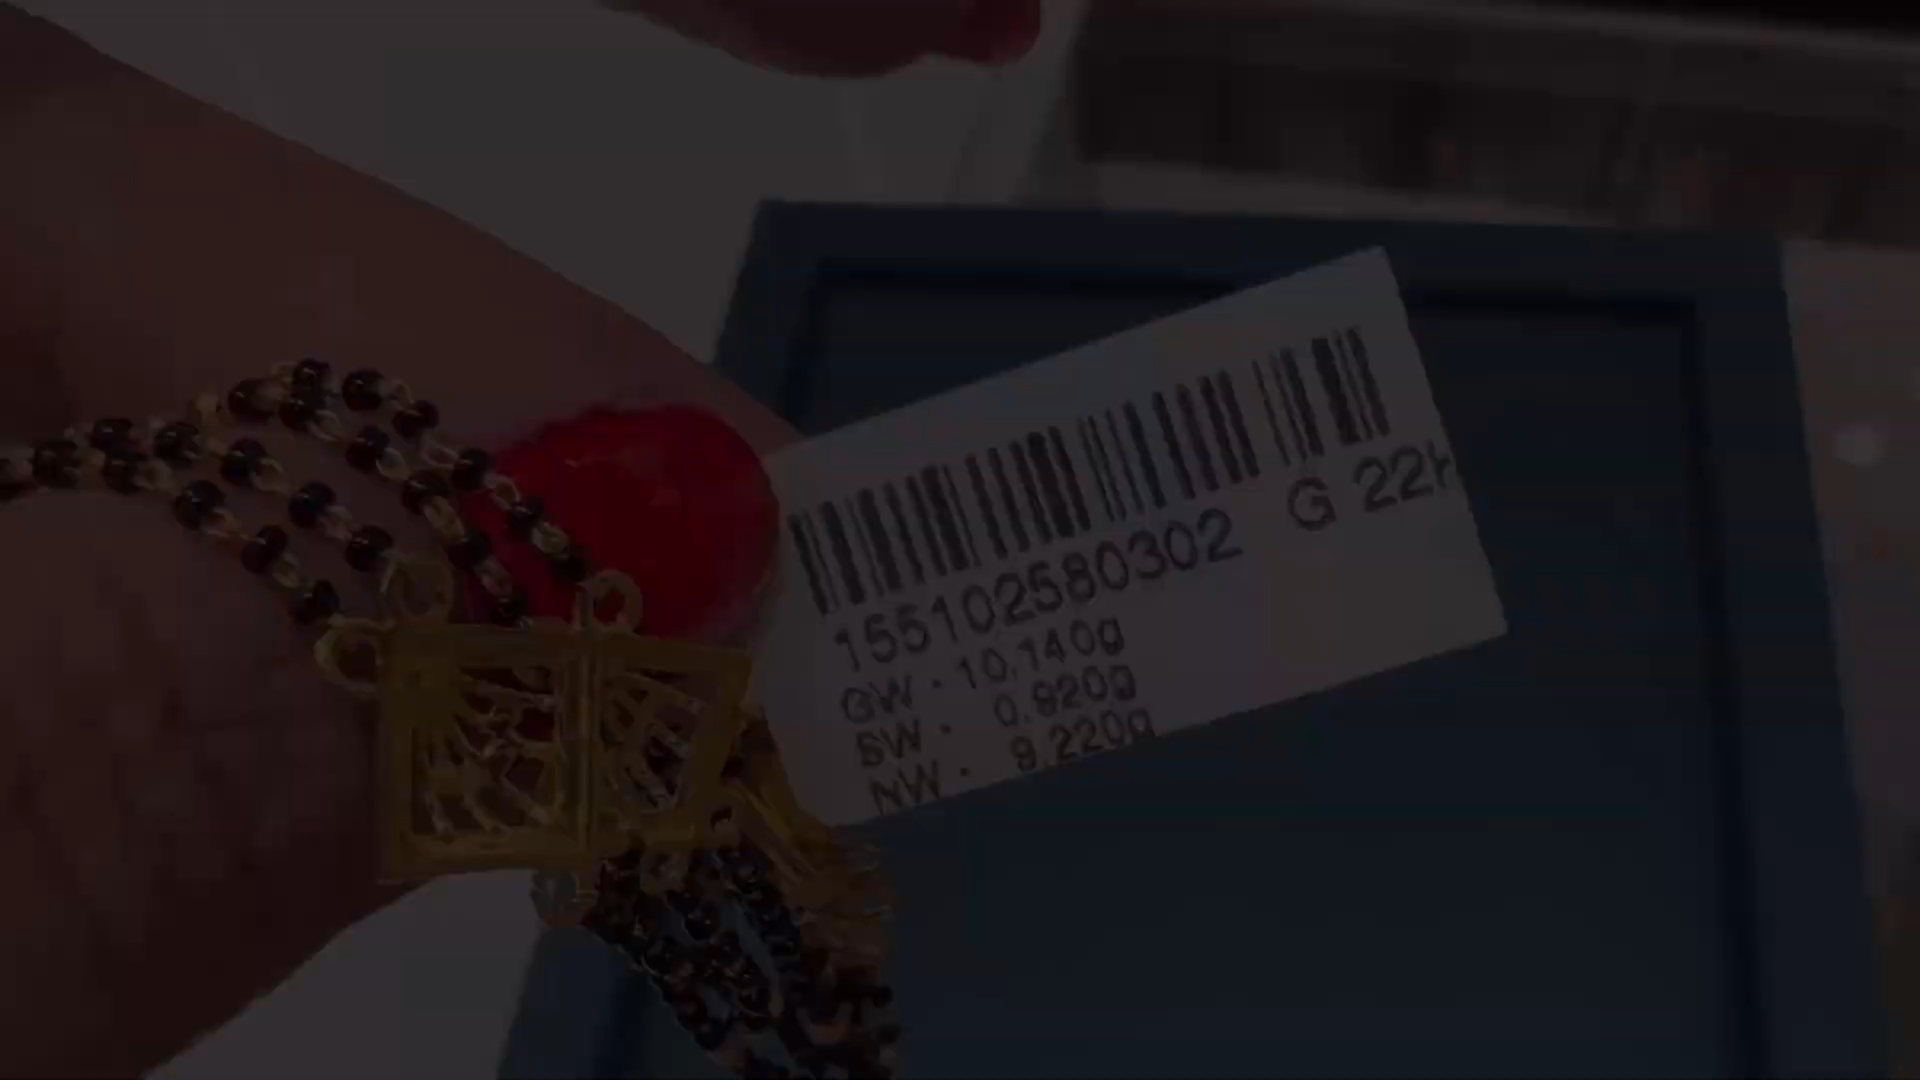 155102580302 G 22K
GW - 10.140g
SW - 0.920g
NW - 9.220g